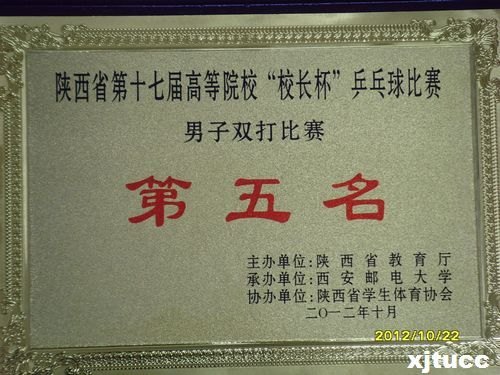 陕西省第十七届高等院校“校长杯”乒乓球比赛
男子双打比赛
第五名
主办单位:陕西省教育厅
承办单位:西安邮电大学
协办单位:陕西省学生体育协会
二〇一二年十月
2012/10/22
xjtucc